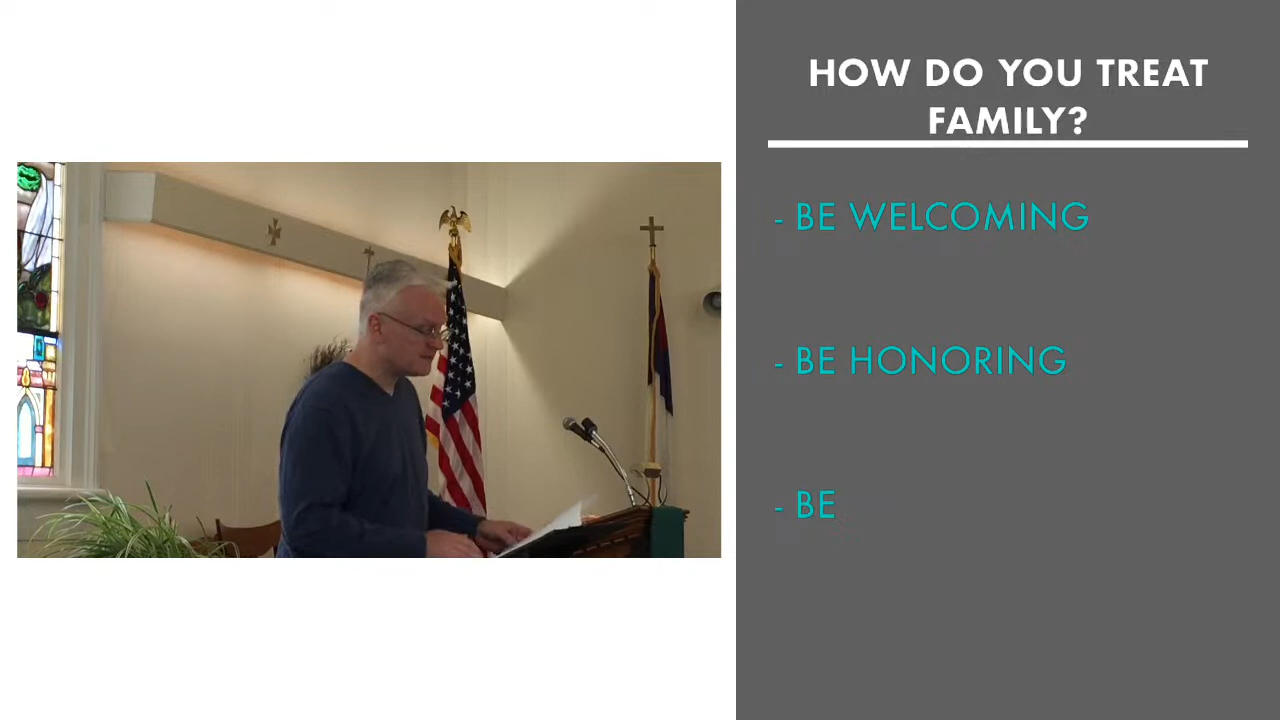 HOW DO YOU TREAT
FAMILY?
- BE WELCOMING
- BE HONORING
- BE